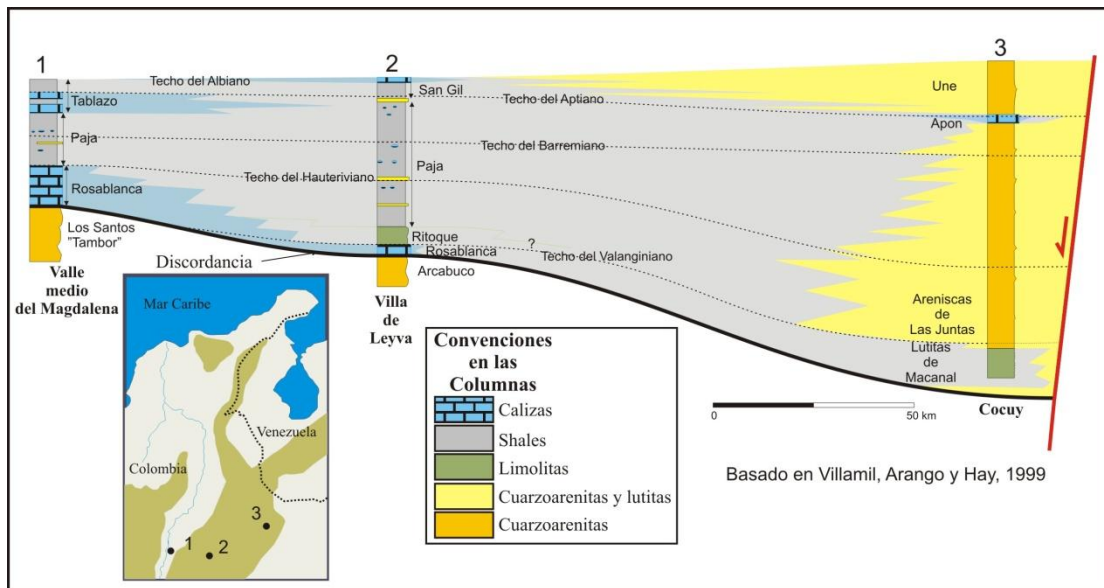 1
2
3
Techo del Albiano
Tablazo
San Gil
Techo del Aptiano
Une
Apon
Paja
Techo del Barremiano
Paja
Techo del Hauteriviano
Rosablanca
Los Santos
"Tambor"
Discordancia
Ritoque
Rosablanca
Arcabuco
?
Techo del Valanginiano
Areniscas
de
Las Juntas
Lutitas
de
Macanal
Valle
medio
del Magdalena
Villa
de
Leyva
Cocuy
0
50 km
Mar Caribe
Venezuela
Colombia
1
2
3
Convenciones
en las
Columnas
Calizas
Shales
Limolitas
Cuarzoarenitas y lutitas
Cuarzoarenitas
Basado en Villamil, Arango y Hay, 1999